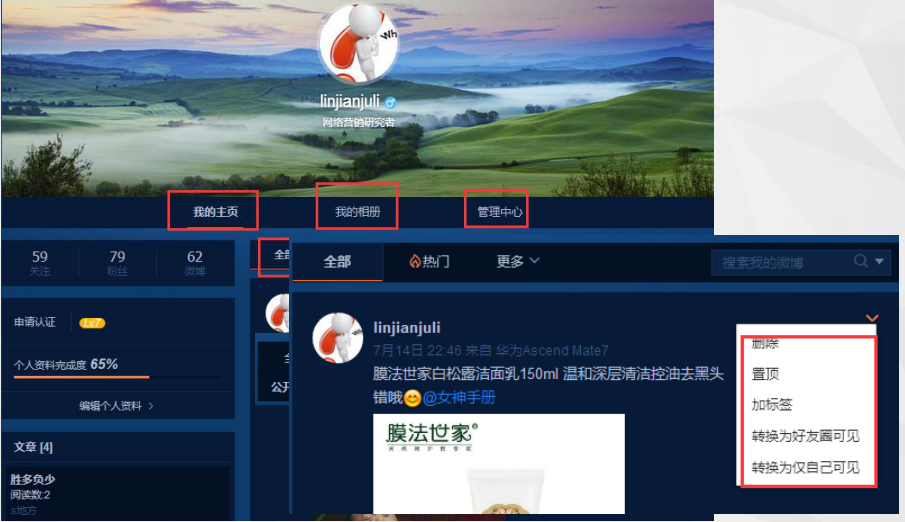 Wh
linjianjuli
网络营销研究者
我的主页
我的相册
管理中心
59
关注
79
粉丝
62
微博
申请认证 Lv7
个人资料完成度 65%
编辑个人资料 >
文章 [4]
胜多负少
阅读数:2
s地方
公开
全部
热门
更多
搜索我的微博
linjianjuli
7月14日 22:46 来自 华为Ascend Mate7
膜法世家白松露洁面乳150ml 温和深层清洁控油去黑头
错哦 @女神手册
膜法世家®
删除
置顶
加标签
转换为好友圈可见
转换为仅自己可见